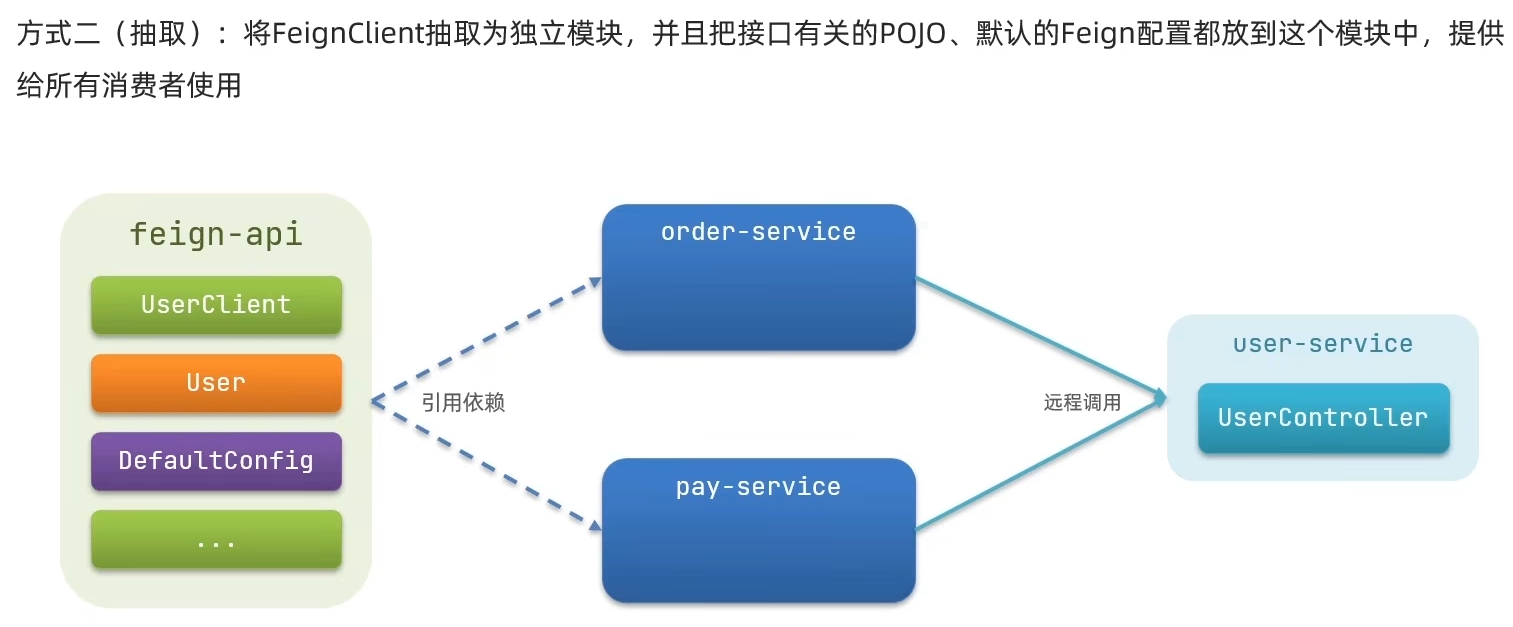 方式二（抽取）：将FeignClient抽取为独立模块，并且把接口有关的POJO、默认的Feign配置都放到这个模块中，提供
给所有消费者使用
feign-api
UserClient
User
DefaultConfig
...
引用依赖
order-service
pay-service
远程调用
user-service
UserController